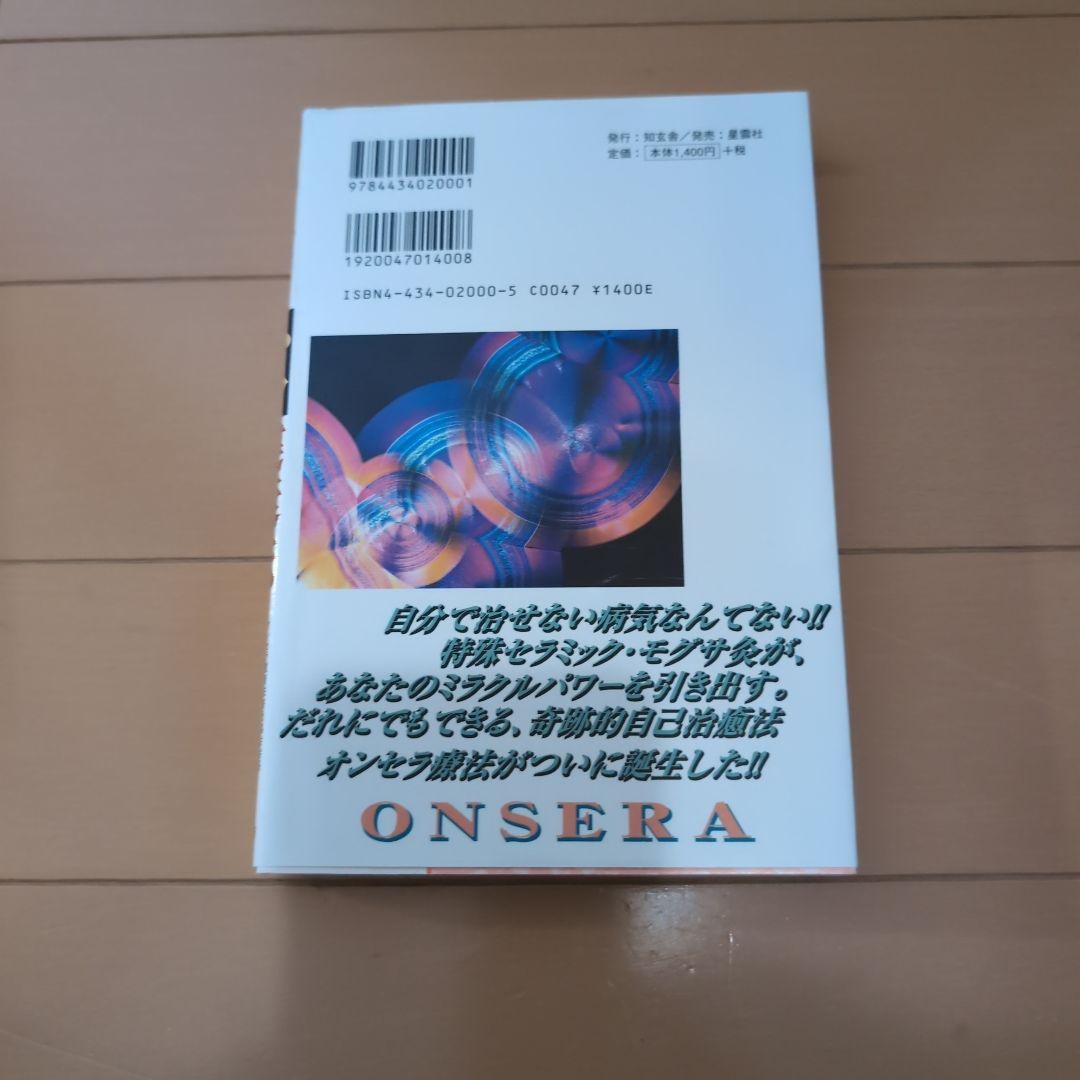 発行：知玄舎／発売：星雲社
定価：本体1,400円+税
9784434020001
1920047014008
ISBN4-434-02000-5 C0047 ¥1400E
自分で治せない病気なんてない!!
特殊セラミック・モグサ灸が、
あなたのミラクルパワーを引き出す。
だれにでもできる、奇跡的自己治癒法
オンセラ療法がついに誕生した!!
ONSERA